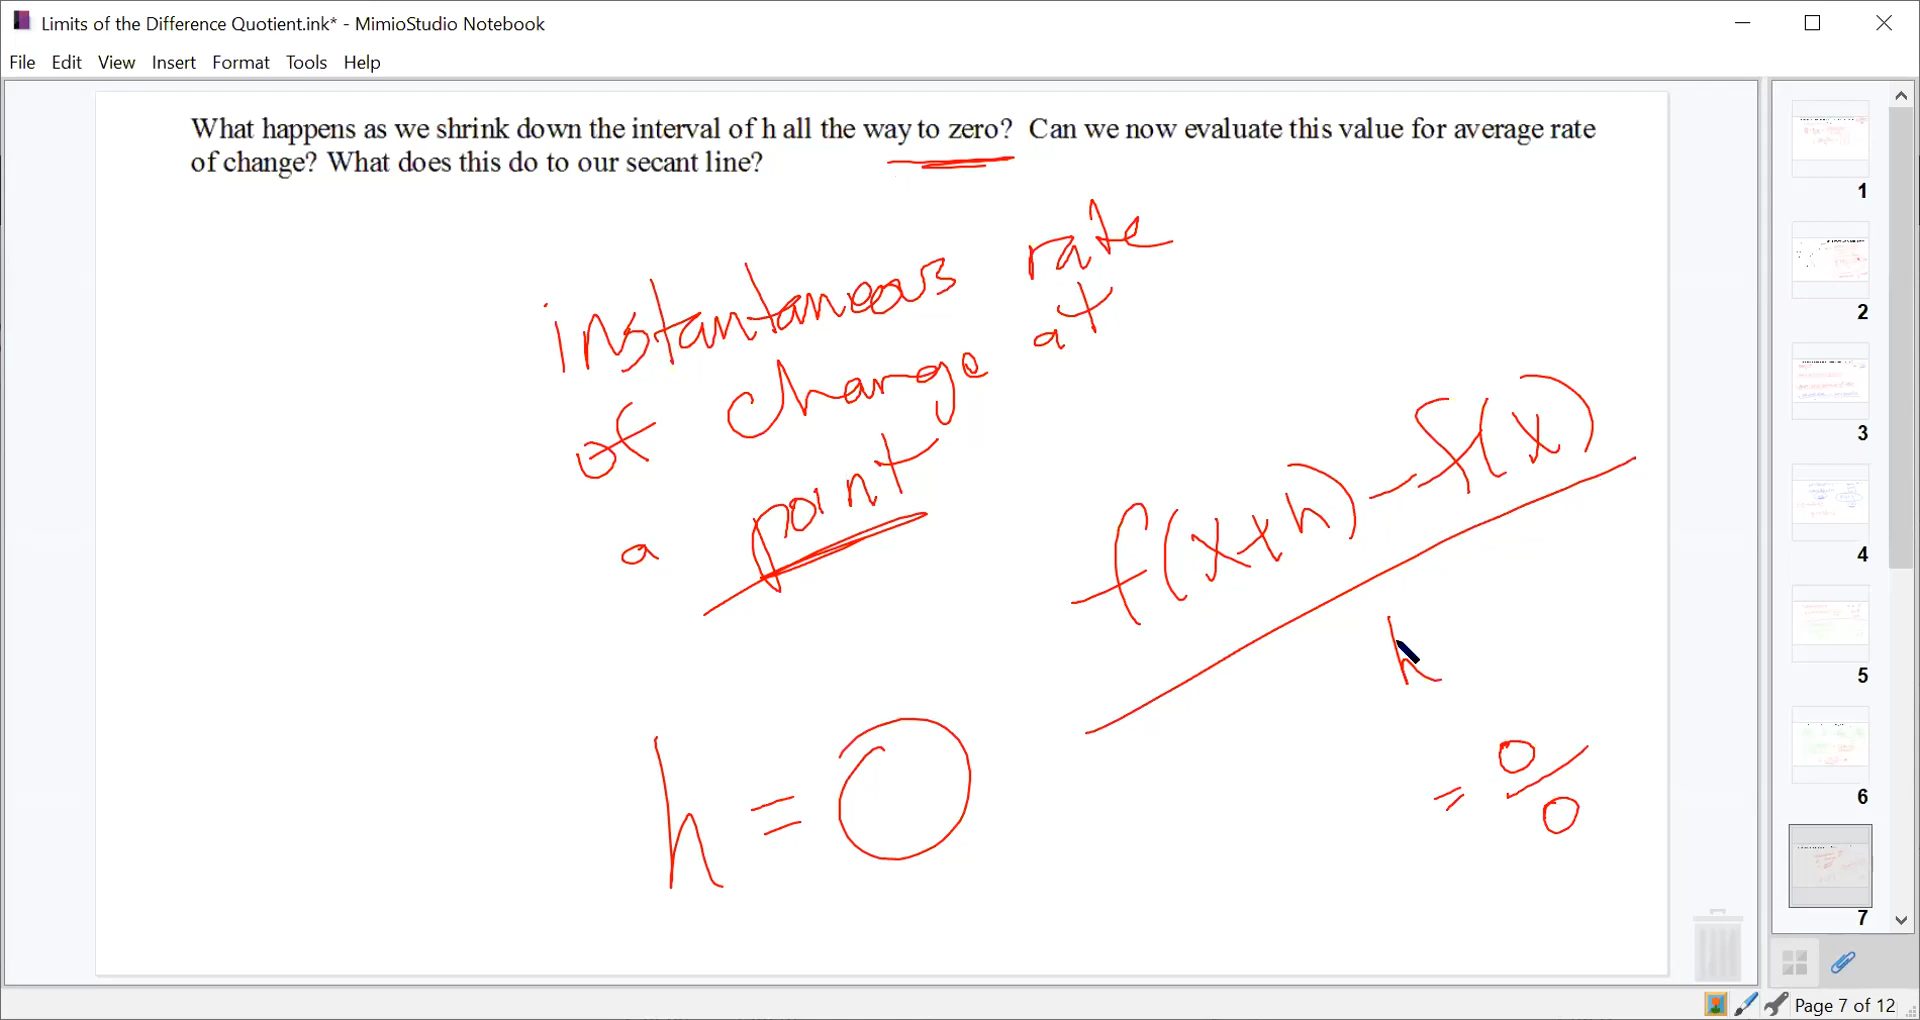 Limits of the Difference Quotient.ink* - MimioStudio Notebook
File Edit View Insert Format Tools Help
What happens as we shrink down the interval of h all the way to zero? Can we now evaluate this value for average rate
of change? What does this do to our secant line?
instantaneous rate
of change at
a point
f(x+h) - f(x)
h
h = 0
= 0/0
1
2
3
4
5
6
7
Page 7 of 12